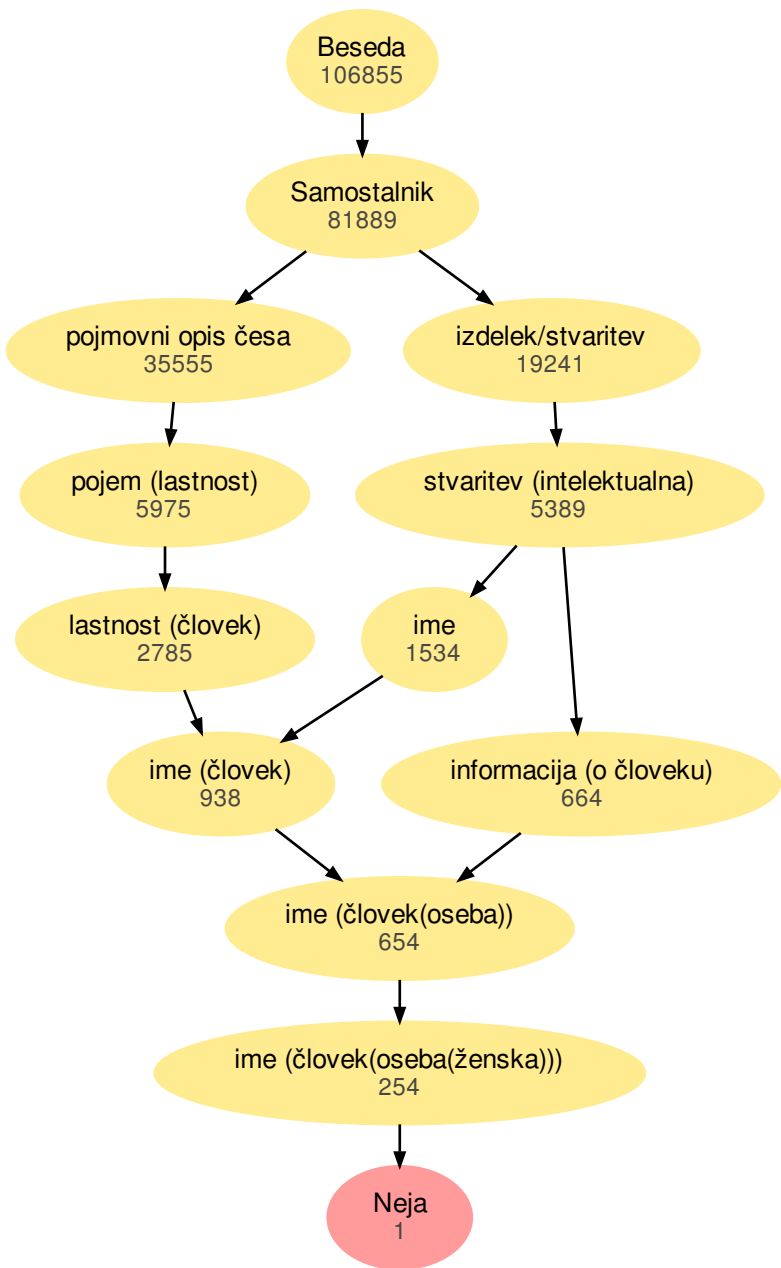 Beseda
106855
Samostalnik
81889
pojmovni opis česa
35555
izdelek/stvaritev
19241
pojem (lastnost)
5975
stvaritev (intelektualna)
5389
lastnost (človek)
2785
ime
1534
ime (človek)
938
informacija (o človeku)
664
ime (človek(oseba))
654
ime (človek(oseba(ženska)))
254
Neja
1